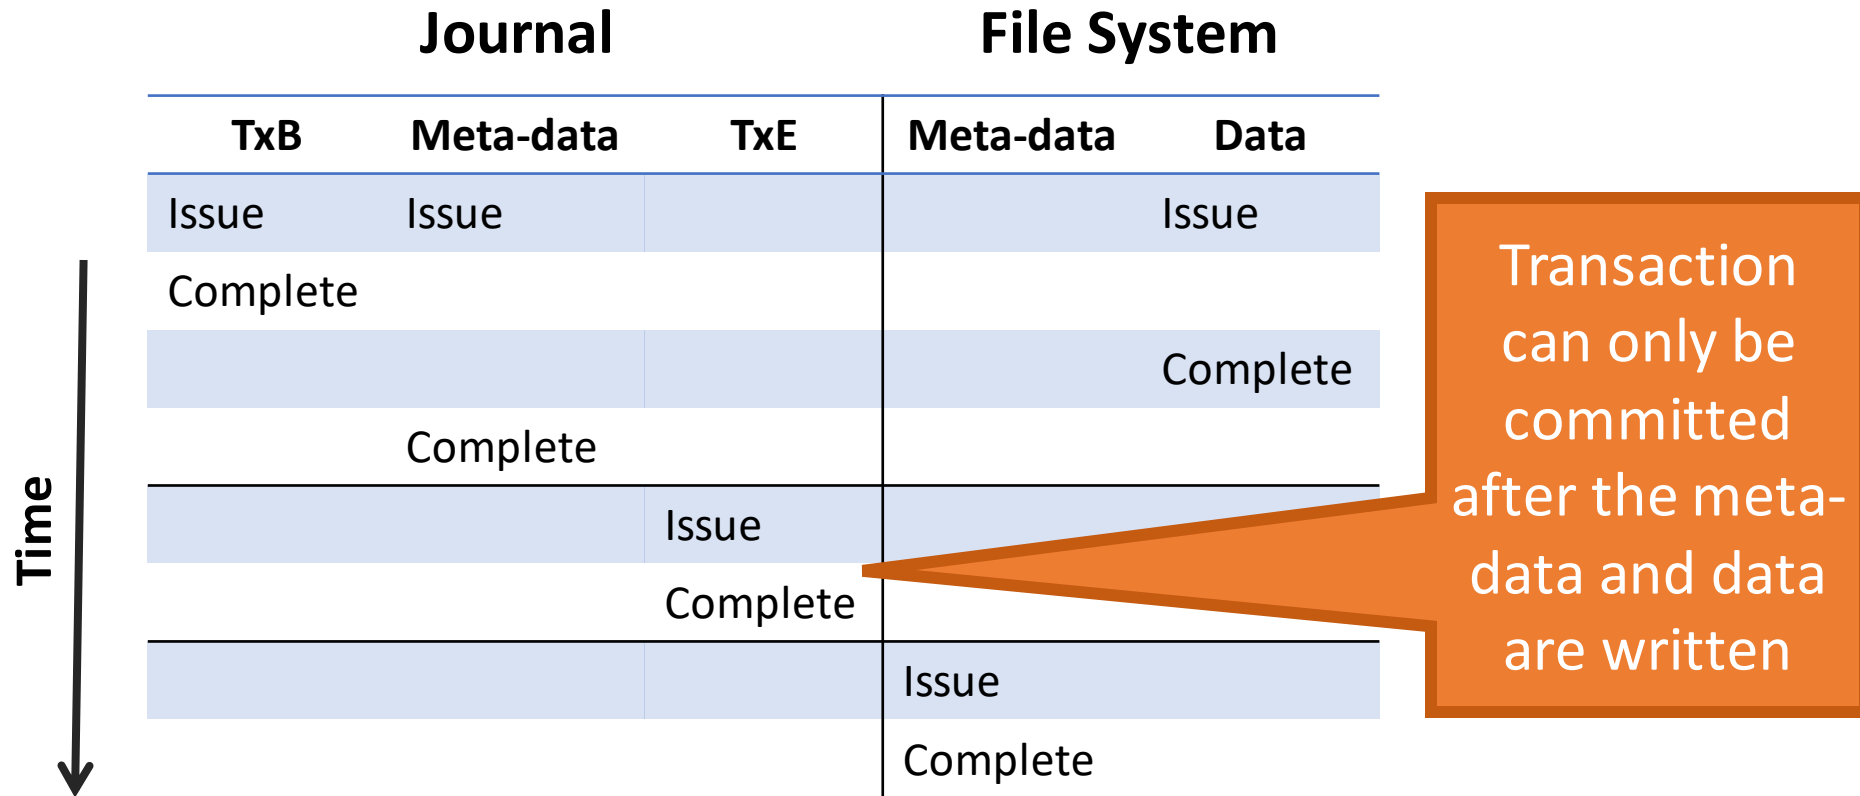 Journal File System
TxB Meta-data TxE Meta-data Data
Issue Issue Issue
Complete
Complete
Complete
Issue
Complete
Issue
Complete
Time
Transaction
can only be
committed
after the meta-
data and data
are written